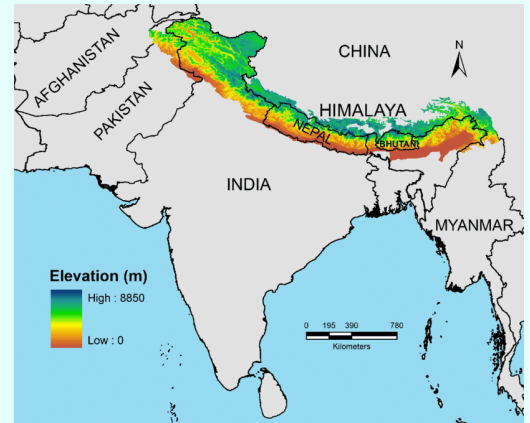 CHINA
N
AFGHANISTAN
PAKISTAN
HIMALAYA
NEPAL
BHUTAN
INDIA
MYANMAR
Elevation (m)
High : 8850
Low : 0
0 195 390 780
Kilometers